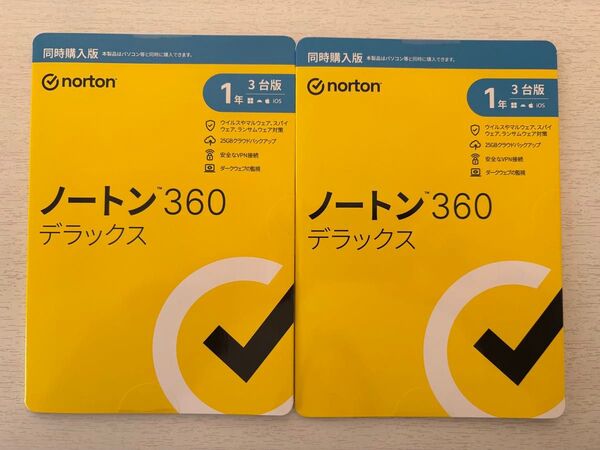 同時購入版 本製品はパソコン等と同時に購入できます。
norton
3台版
1年 iOS
ウイルスやマルウェア、スパイ
ウェア、ランサムウェア対策
25GBクラウドバックアップ
安全なVPN接続
ダークウェブの監視
ノートン™360
デラックス
同時購入版 本製品はパソコン等と同時に購入できます。
norton
3台版
1年 iOS
ウイルスやマルウェア、スパイ
ウェア、ランサムウェア対策
25GBクラウドバックアップ
安全なVPN接続
ダークウェブの監視
ノートン™360
デラックス